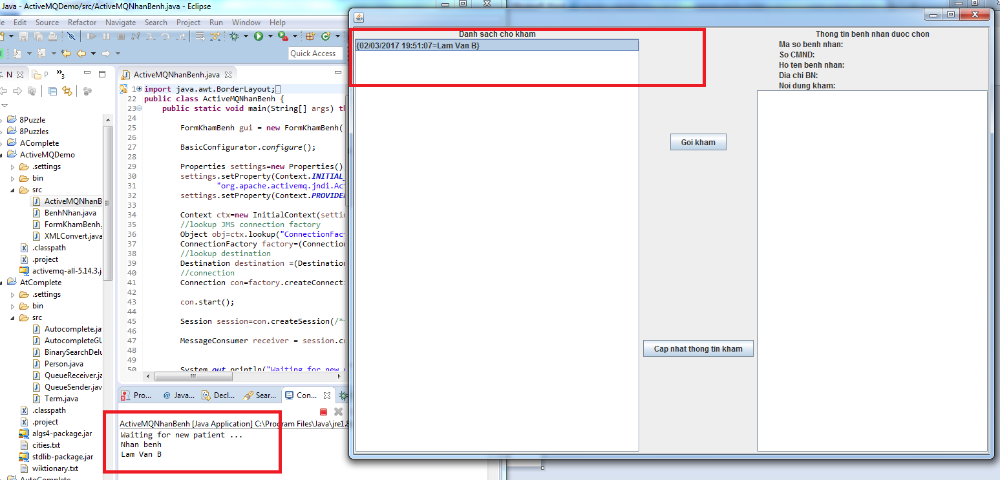 Java - ActiveMQDemo/src/ActiveMQNhanBenh.java - Eclipse
Edit Source Refactor Navigate Search Project Run Window Help
Quick Access
N
P
3
8Puzzle
8Puzzles
AComplete
ActiveMQDemo
.settings
bin
src
ActiveMQNhanB
BenhNhan.java
FormKhamBenh.
XMLConvert.java
.classpath
.project
activemq-all-5.14.3.j
AtComplete
.settings
bin
src
Autocomplete.jav
AutocompleteGU
BinarySearchDelu
Person.java
QueueReceiver.ja
QueueSender.jav
Term.java
.classpath
.project
algs4-package.jar
cities.txt
stdlib-package.jar
wiktionary.txt
AutoComplete
ActiveMQNhanBenh.java
1 import java.awt.BorderLayout;
22 public class ActiveMQNhanBenh {
23 public static void main(String[] args) th
24
25 FormKhamBenh gui = new FormKhamBenh(
26
27 BasicConfigurator.configure();
28
29 Properties settings=new Properties()
30 settings.setProperty(Context.INITIAL_
31 "org.apache.activemq.jndi.Act
32 settings.setProperty(Context.PROVIDER
33
34 Context ctx=new InitialContext(settin
35 //lookup JMS connection factory
36 Object obj=ctx.lookup("ConnectionFact
37 ConnectionFactory factory=(Connection
38 //lookup destination
39 Destination destination =(Destination
40 //connection
41 Connection con=factory.createConnecti
42
43 con.start();
44
45 Session session=con.createSession(/*
46
47 MessageConsumer receiver = session.cr
48
49
50 System.out.println("Waiting for new
Pro... @ Java... Decl... Sear... Con...
ActiveMQNhanBenh [Java Application] C:\Program Files\Java\jre1.8
Waiting for new patient ...
Nhan benh
Lam Van B
Danh sach cho kham
{02/03/2017 19:51:07=Lam Van B}
Goi kham
Cap nhat thong tin kham
Thong tin benh nhan duoc chon
Ma so benh nhan:
So CMND:
Ho ten benh nhan:
Dia chi BN:
Noi dung kham: